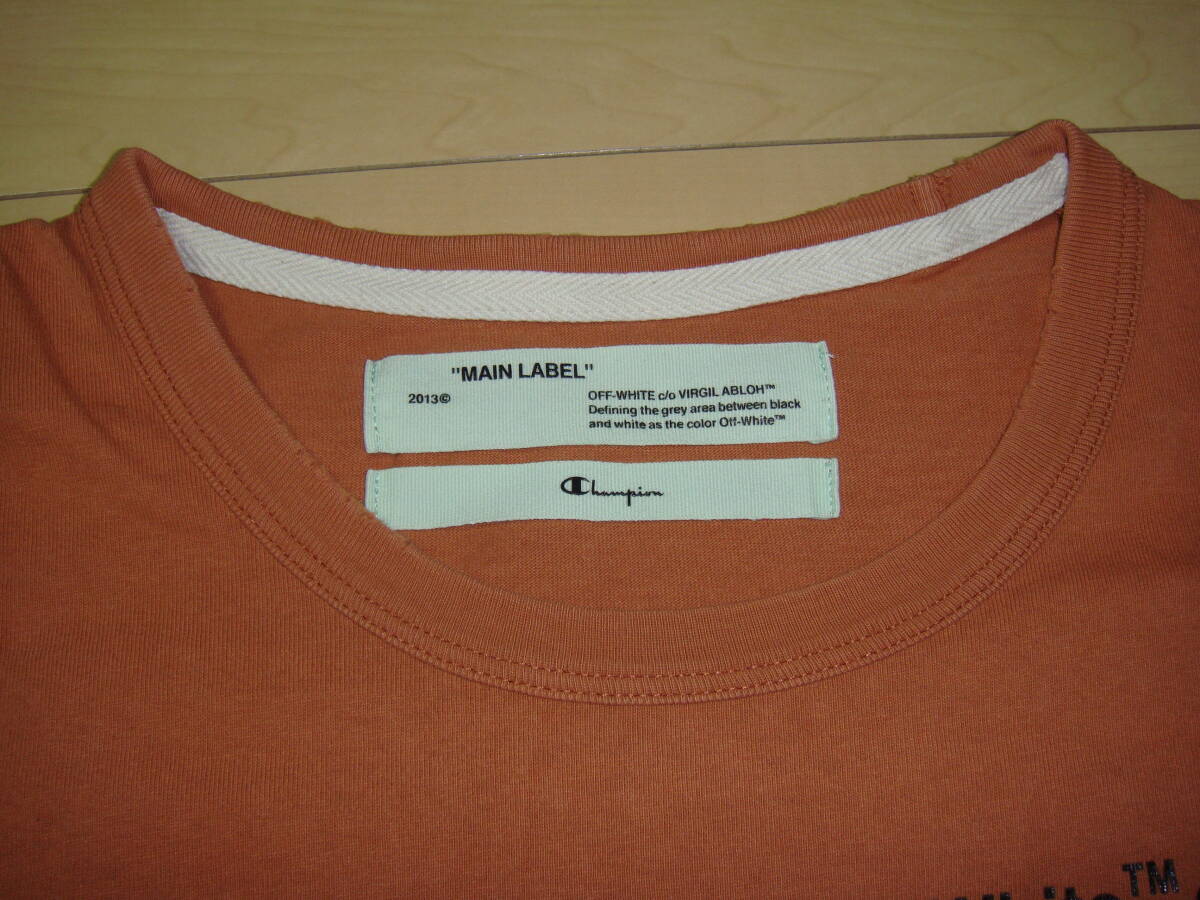 "MAIN LABEL"
2013©
OFF-WHITE c/o VIRGIL ABLOH™
Defining the grey area between black
and white as the color Off-White™
Champion
White™